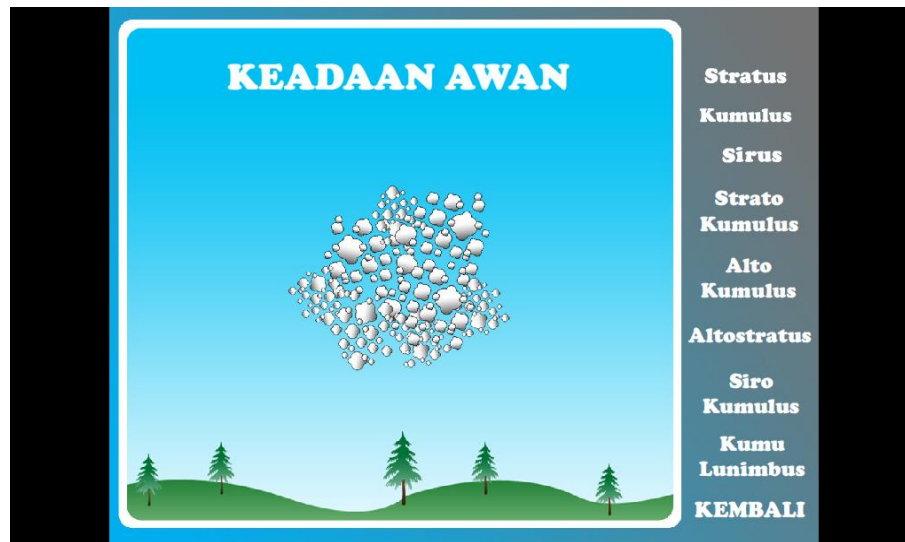 KEADAAN AWAN
Stratus
Kumulus
Sirus
Strato
Kumulus
Alto
Kumulus
Altostratus
Siro
Kumulus
Kumu
Lunimbus
KEMBALI